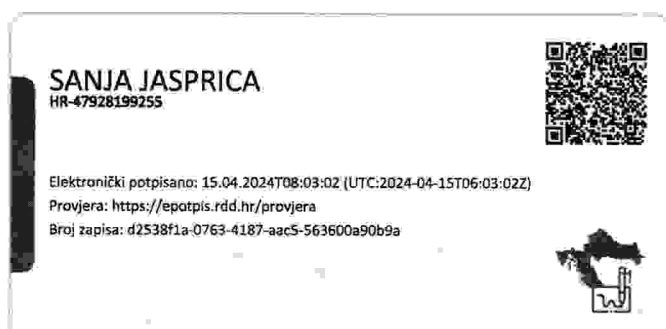 SANJA JASPRICA
HR-47928199255
Elektronički potpisano: 15.04.2024T08:03:02 (UTC:2024-04-15T06:03:02Z)
Provjera: https://epotpis.rdd.hr/provjera
Broj zapisa: d2538f1a-0763-4187-aac5-563600a90b9a